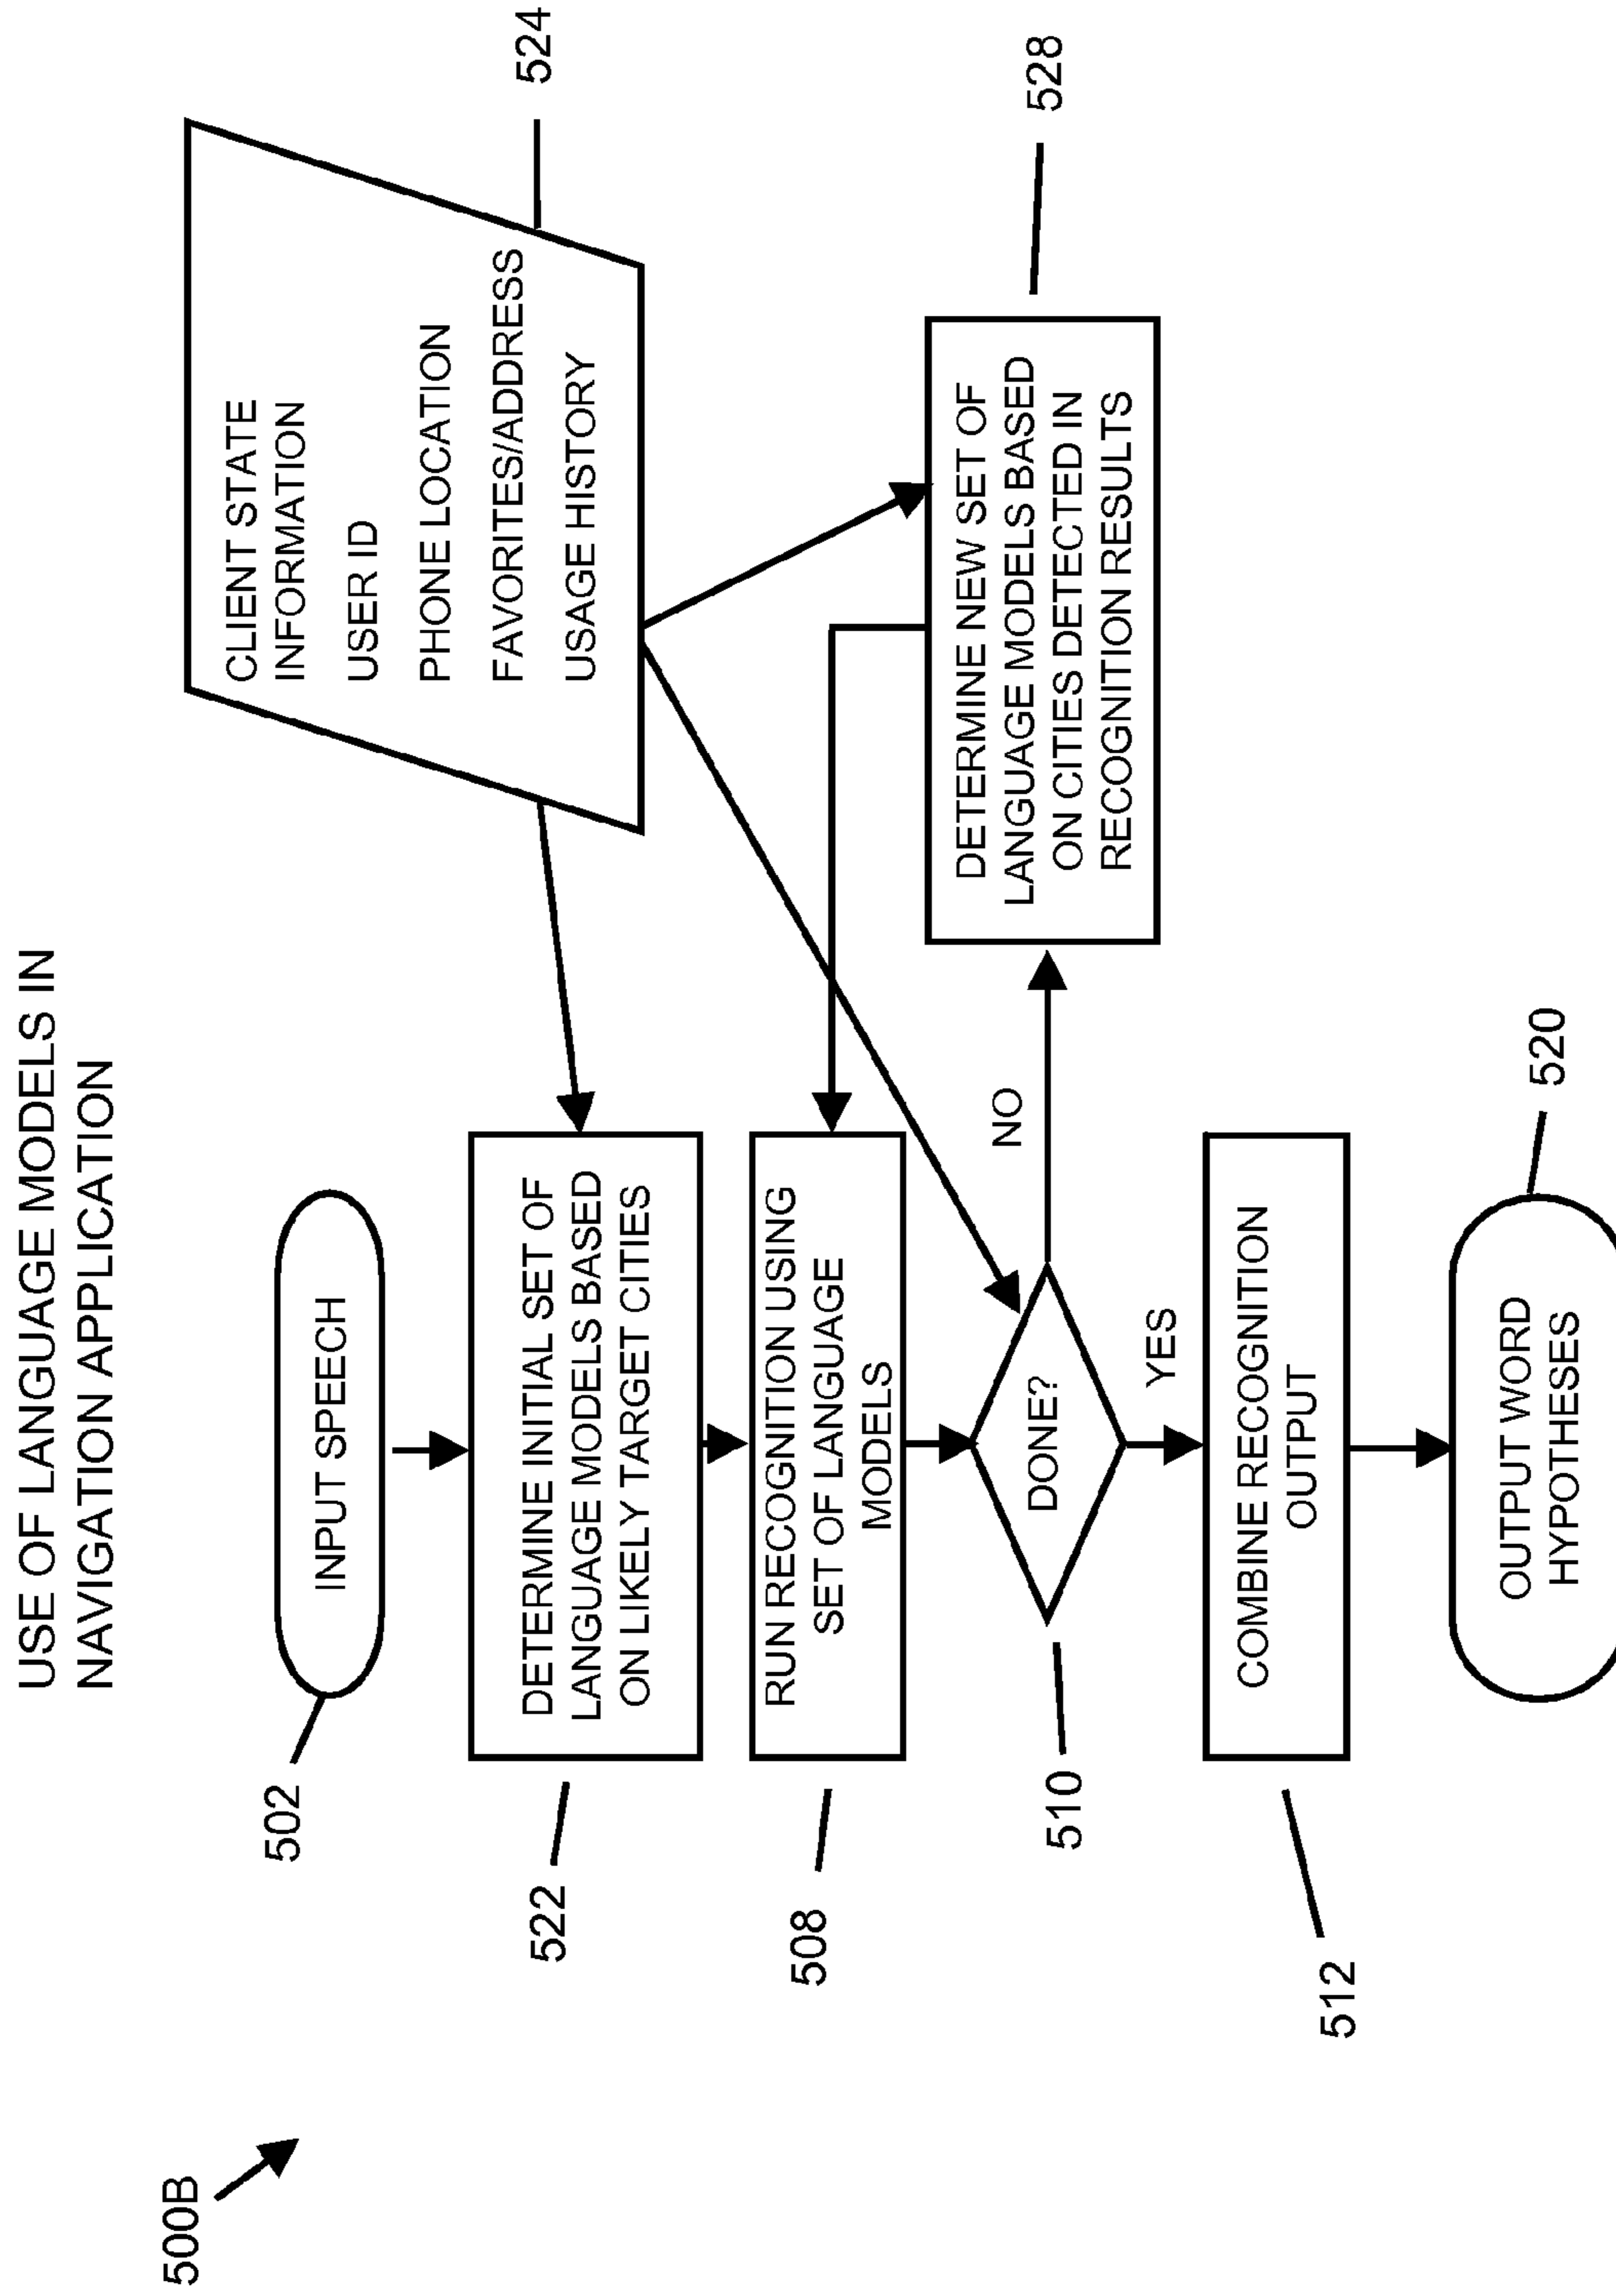 USE OF LANGUAGE MODELS IN
NAVIGATION APPLICATION
500B
502
INPUT SPEECH
CLIENT STATE
INFORMATION
USER ID
PHONE LOCATION
FAVORITES/ADDRESS
USAGE HISTORY
524
522
DETERMINE INITIAL SET OF
LANGUAGE MODELS BASED
ON LIKELY TARGET CITIES
508
RUN RECOGNITION USING
SET OF LANGUAGE
MODELS
510
DONE?
NO
YES
DETERMINE NEW SET OF
LANGUAGE MODELS BASED
ON CITIES DETECTED IN
RECOGNITION RESULTS
528
512
COMBINE RECOGNITION
OUTPUT
OUTPUT WORD
HYPOTHESES
520